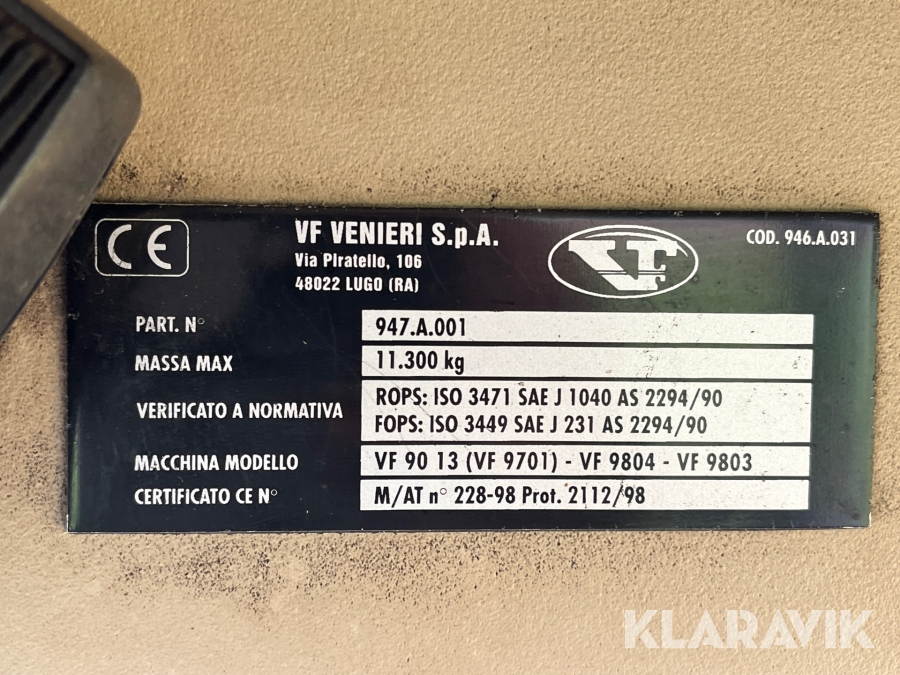 CE
VF VENIERI S.p.A.
Via PIratello, 106
48022 LUGO (RA)
VF
COD. 946.A.031
PART. N° 947.A.001
MASSA MAX 11.300 kg
VERIFICATO A NORMATIVA ROPS: ISO 3471 SAE J 1040 AS 2294/90
FOPS: ISO 3449 SAE J 231 AS 2294/90
MACCHINA MODELLO VF 90 13 (VF 9701) - VF 9804 - VF 9803
CERTIFICATO CE N° M/AT n° 228-98 Prot. 2112/98
KLARAVIK